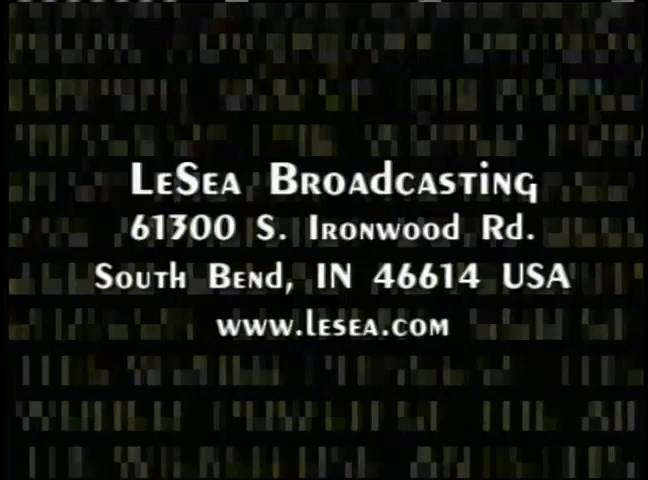 LeSea Broadcasting
61300 S. Ironwood Rd.
South Bend, IN 46614 USA
www.lesea.com